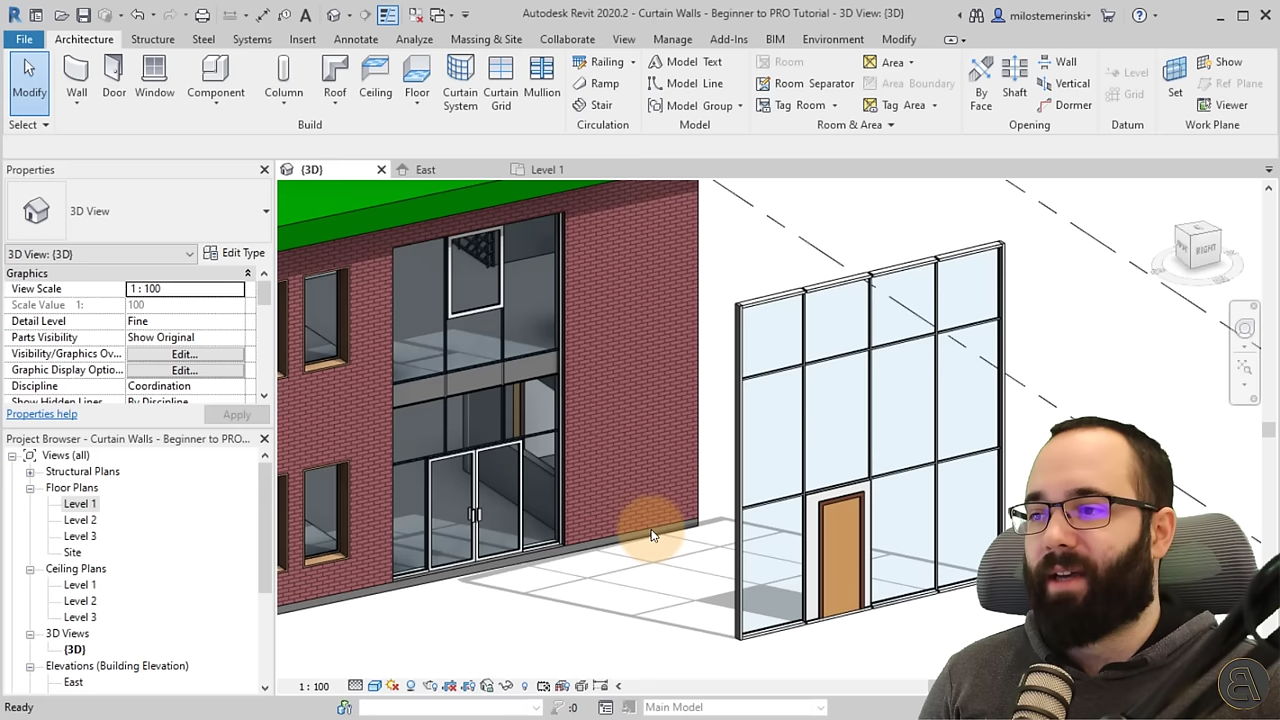 Autodesk Revit 2020.2 - Curtain Walls - Beginner to PRO Tutorial - 3D View: {3D}
milostemerinski
File Architecture Structure Steel Systems Insert Annotate Analyze Massing & Site Collaborate View Manage Add-Ins BIM Environment Modify
Modify Wall Door Window Component Column Roof Ceiling Floor Curtain System Curtain Grid Mullion
Railing Model Text Room Area Wall Level Show
Ramp Model Line Room Separator Area Boundary By Face Shaft Vertical Grid Set Ref Plane
Stair Model Group Tag Room Tag Area Dormer Viewer
Select Build Circulation Model Room & Area Opening Datum Work Plane
Properties
{3D} East Level 1
3D View
3D View: {3D} Edit Type
Graphics
View Scale 1 : 100
Scale Value 1: 100
Detail Level Fine
Parts Visibility Show Original
Visibility/Graphics Ov... Edit...
Graphic Display Optio... Edit...
Discipline Coordination
Show Hidden Lines By Discipline
Properties help Apply
Project Browser - Curtain Walls - Beginner to PRO...
Views (all)
Structural Plans
Floor Plans
Level 1
Level 2
Level 3
Site
Ceiling Plans
Level 1
Level 2
Level 3
3D Views
{3D}
Elevations (Building Elevation)
East
RIGHT
1 : 100
Ready :0 Main Model